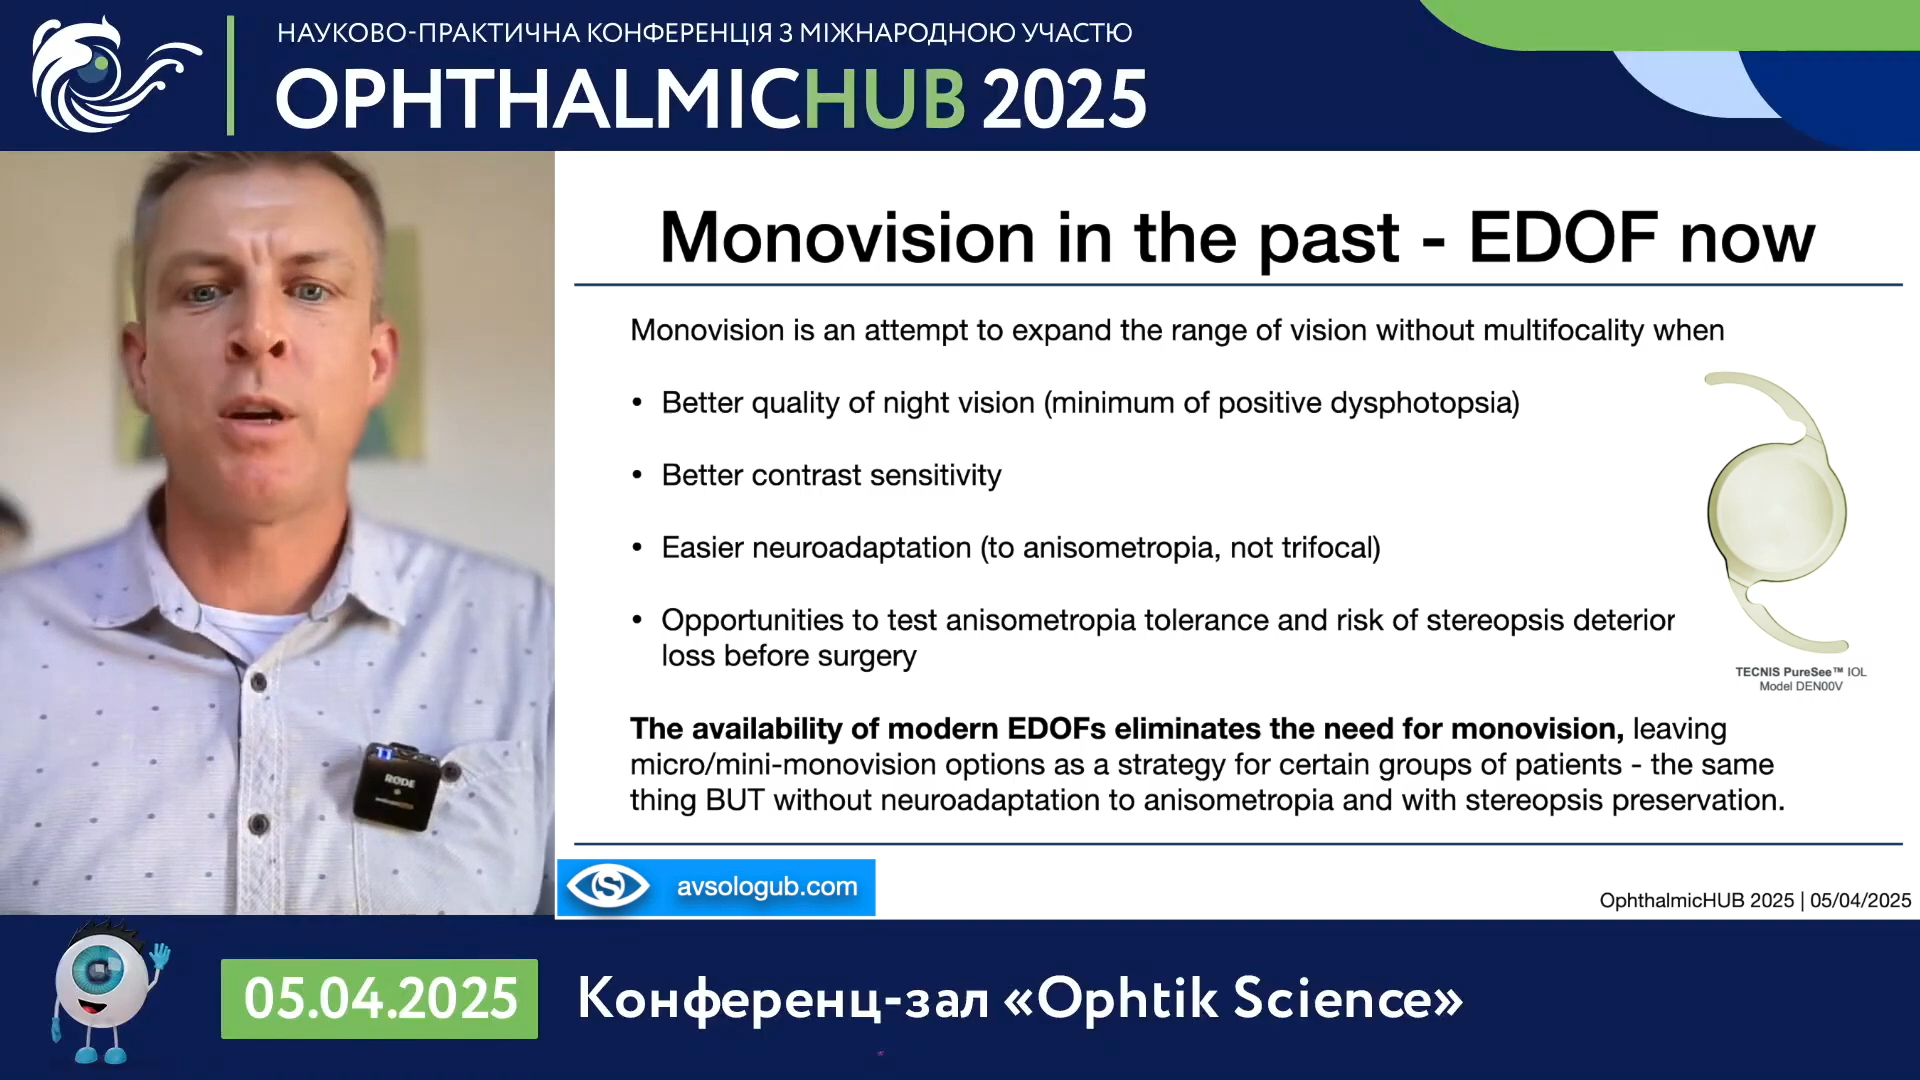 НАУКОВО-ПРАКТИЧНА КОНФЕРЕНЦІЯ З МІЖНАРОДНОЮ УЧАСТЮ
OPHTHALMICHUB 2025
Monovision in the past - EDOF now
Monovision is an attempt to expand the range of vision without multifocality when
• Better quality of night vision (minimum of positive dysphotopsia)
• Better contrast sensitivity
• Easier neuroadaptation (to anisometropia, not trifocal)
• Opportunities to test anisometropia tolerance and risk of stereopsis deterior
loss before surgery
TECNIS PureSee™ IOL
Model DEN00V
The availability of modern EDOFs eliminates the need for monovision, leaving
micro/mini-monovision options as a strategy for certain groups of patients - the same
thing BUT without neuroadaptation to anisometropia and with stereopsis preservation.
RØDE
avsologub.com
OphthalmicHUB 2025 | 05/04/2025
05.04.2025
Конференц-зал «Ophtik Science»